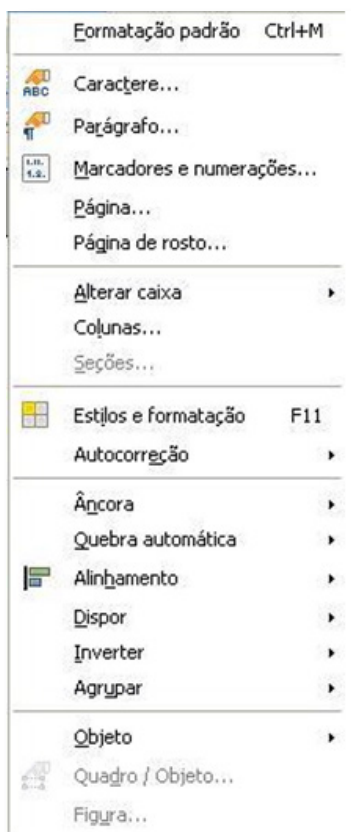 Formatação padrão Ctrl+M
ABC Caractere...
Parágrafo...
Marcadores e numerações...
Página...
Página de rosto...
Alterar caixa
Colunas...
Seções...
Estilos e formatação F11
Autocorreção
Âncora
Quebra automática
Alinhamento
Dispor
Inverter
Agrupar
Objeto
Quadro / Objeto...
Figura...